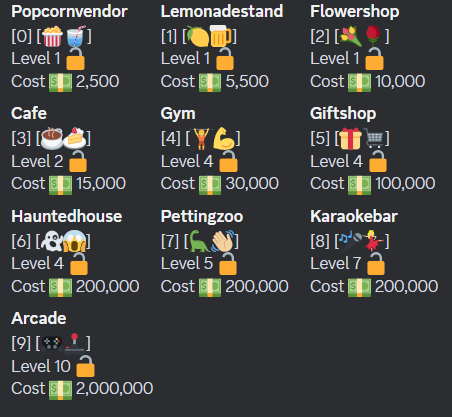 Popcornvendor
[0] [🍿🥤]
Level 1 🔓
Cost 💵 2,500
Lemonadestand
[1] [🍋🍺]
Level 1 🔓
Cost 💵 5,500
Flowershop
[2] [💐🌹]
Level 1 🔓
Cost 💵 10,000
Cafe
[3] [☕🍰]
Level 2 🔓
Cost 💵 15,000
Gym
[4] [🏋️💪]
Level 4 🔓
Cost 💵 30,000
Giftshop
[5] [🎁🛒]
Level 4 🔓
Cost 💵 100,000
Hauntedhouse
[6] [👻😱]
Level 4 🔓
Cost 💵 200,000
Pettingzoo
[7] [🦕👋🏼]
Level 5 🔓
Cost 💵 200,000
Karaokebar
[8] [🎶💃]
Level 7 🔓
Cost 💵 200,000
Arcade
[9] [🎮🕹️]
Level 10 🔓
Cost 💵 2,000,000